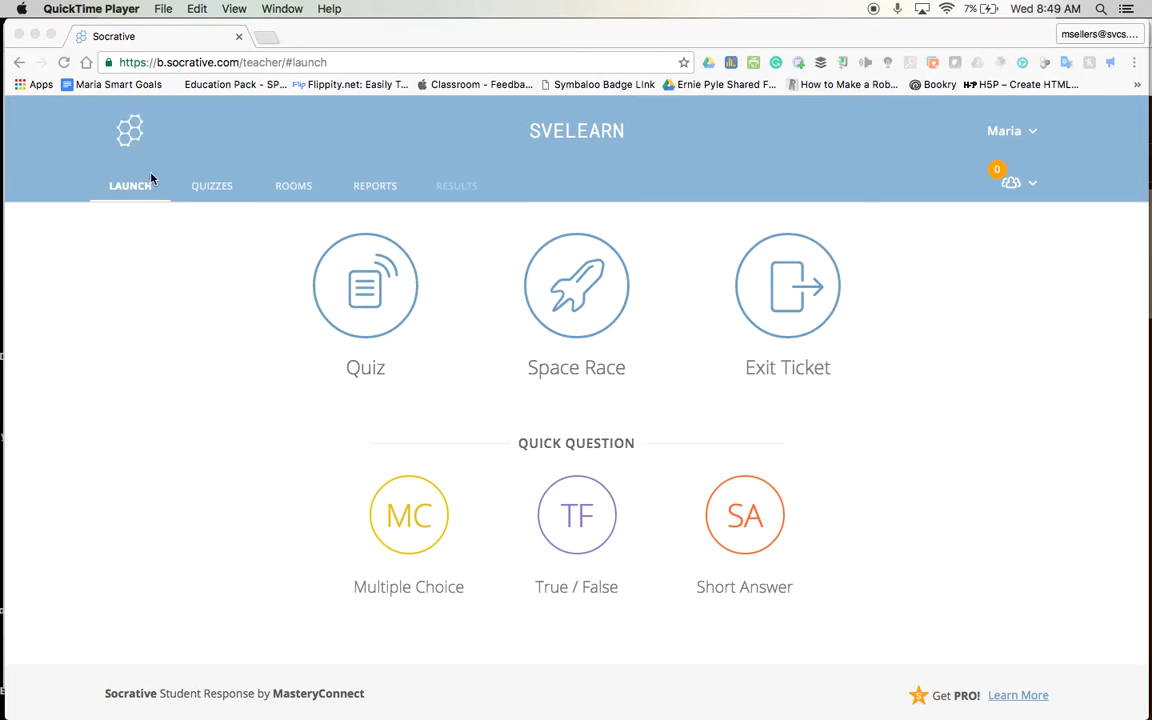 QuickTime Player File Edit View Window Help 7% Wed 8:49 AM
Socrative msellers@svcs....
https://b.socrative.com/teacher/#launch
Apps Maria Smart Goals Education Pack - SP... Flip Flippity.net: Easily T... Classroom - Feedba... Symbaloo Badge Link Ernie Pyle Shared F... How to Make a Rob... Bookry H5P H5P – Create HTML... »
SVELEARN
Maria
0
LAUNCH QUIZZES ROOMS REPORTS RESULTS
Quiz Space Race Exit Ticket
QUICK QUESTION
MC TF SA
Multiple Choice True / False Short Answer
Socrative Student Response by MasteryConnect Get PRO! Learn More